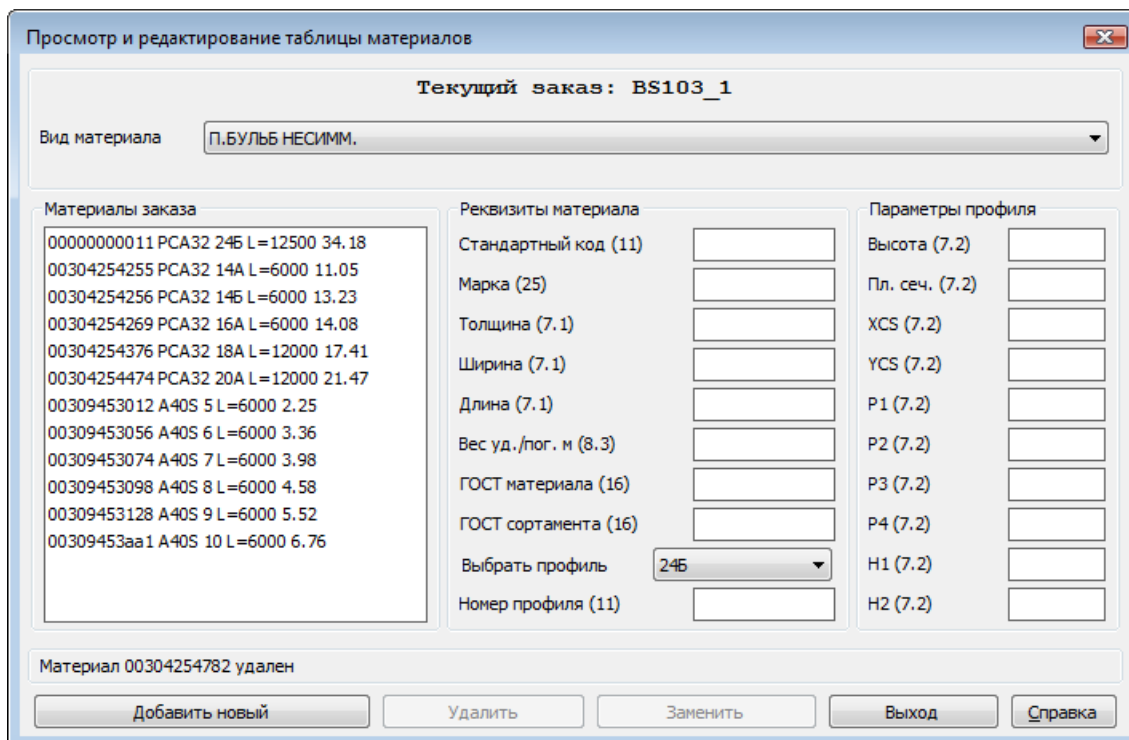 Просмотр и редактирование таблицы материалов
Текущий заказ: BS103_1
Вид материала
П.БУЛЬБ НЕСИММ.
Материалы заказа
00000000011 PCA32 24Б L=12500 34.18
00304254255 PCA32 14А L=6000 11.05
00304254256 PCA32 14Б L=6000 13.23
00304254269 PCA32 16А L=6000 14.08
00304254376 PCA32 18А L=12000 17.41
00304254474 PCA32 20А L=12000 21.47
00309453012 A40S 5 L=6000 2.25
00309453056 A40S 6 L=6000 3.36
00309453074 A40S 7 L=6000 3.98
00309453098 A40S 8 L=6000 4.58
00309453128 A40S 9 L=6000 5.52
00309453aa1 A40S 10 L=6000 6.76
Реквизиты материала
Стандартный код (11)
Марка (25)
Толщина (7.1)
Ширина (7.1)
Длина (7.1)
Вес уд./пог. м (8.3)
ГОСТ материала (16)
ГОСТ сортамента (16)
Выбрать профиль
24Б
Номер профиля (11)
Параметры профиля
Высота (7.2)
Пл. сеч. (7.2)
XCS (7.2)
YCS (7.2)
P1 (7.2)
P2 (7.2)
P3 (7.2)
P4 (7.2)
H1 (7.2)
H2 (7.2)
Материал 00304254782 удален
Добавить новый
Удалить
Заменить
Выход
Справка